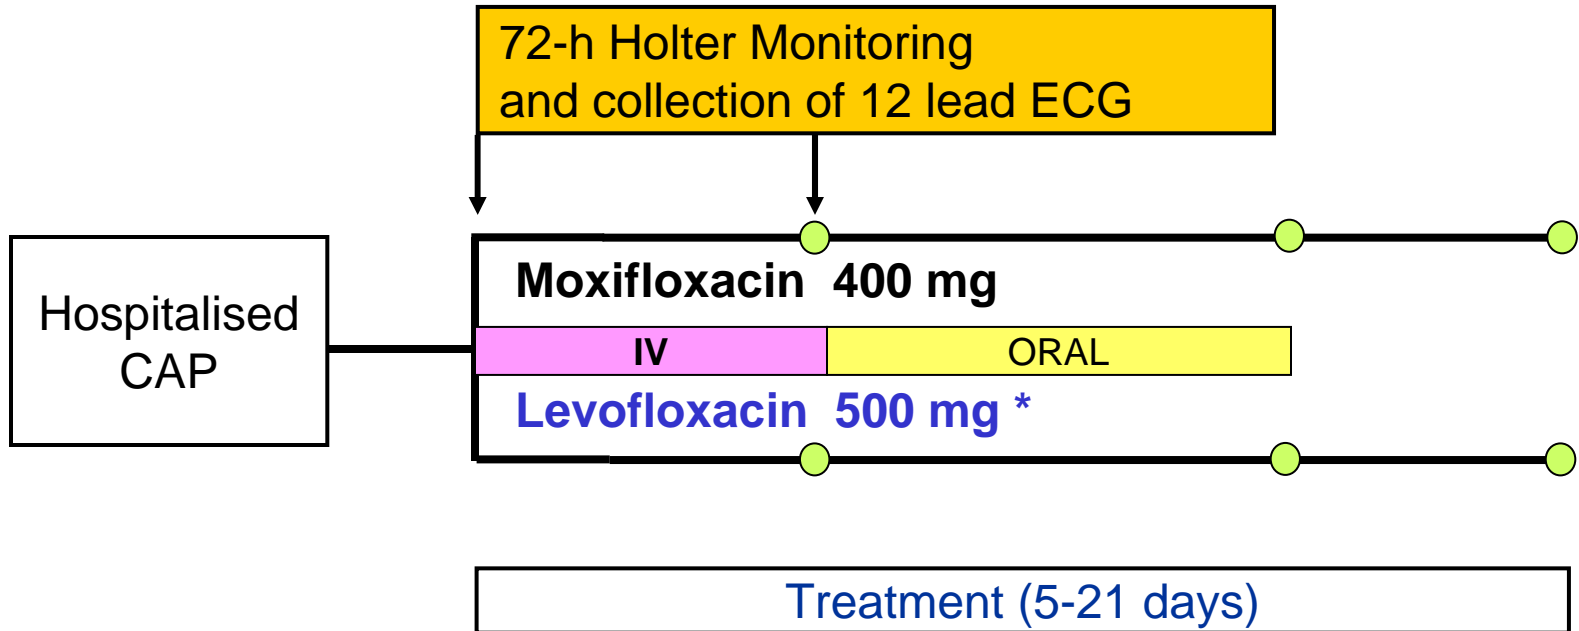 72-h Holter Monitoring
and collection of 12 lead ECG
Hospitalised
CAP
Moxifloxacin 400 mg
IV ORAL
Levofloxacin 500 mg *
Treatment (5-21 days)